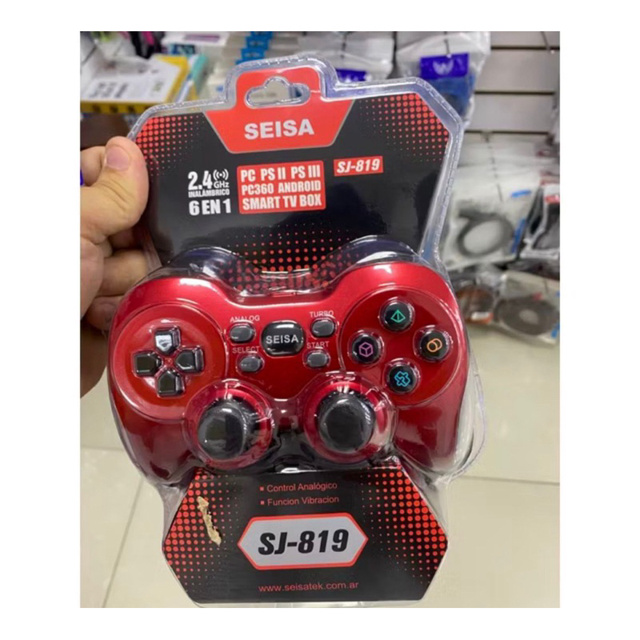 SEISA
SJ-819
2.4 GHz
INALÁMBRICO
6 EN 1
PC PS II PS III
PC360 ANDROID
SMART TV BOX
ANALOG
TURBO
SEISA
SELECT
START
Control Analógico
Funcion Vibracion
SJ-819
www.seisatek.com.ar